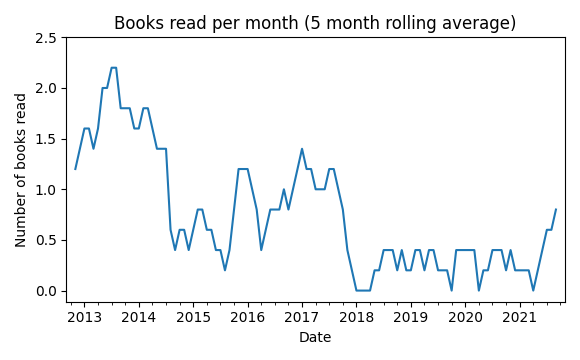 Books read per month (5 month rolling average)
Number of books read
2.5
2.0
1.5
1.0
0.5
0.0
2013 2014 2015 2016 2017 2018 2019 2020 2021
Date